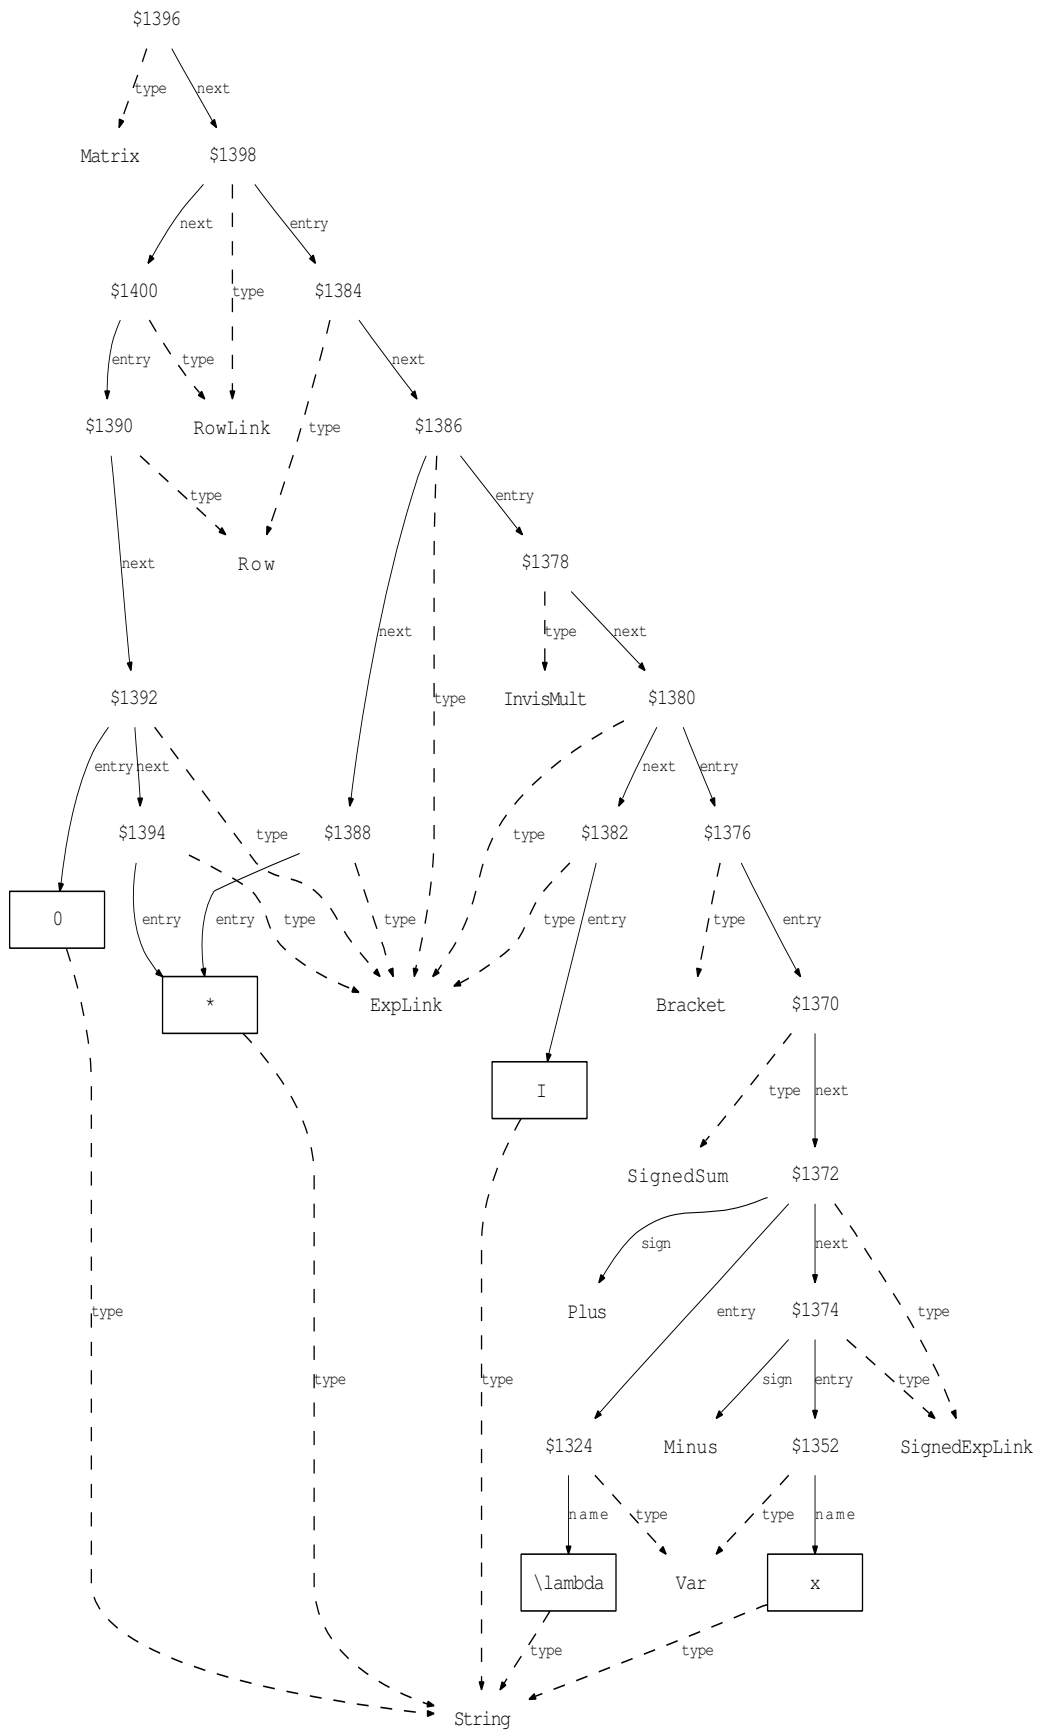 $1396
type next
Matrix $1398
next entry
$1400 type $1384
entry type next
$1390 RowLink type $1386
type entry
next Row $1378
next type next
$1392 type InvisMult $1380
entry next next entry
$1394 type $1388 type $1382 $1376
0 entry entry type type type entry type entry
* ExpLink Bracket $1370
I type next
SignedSum $1372
sign next
type Plus entry $1374 type
type type sign entry type
$1324 Minus $1352 SignedExpLink
name type type name
\lambda Var x
type type
String